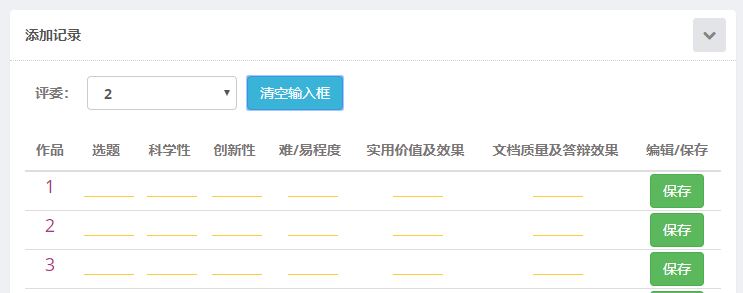 添加记录
评委: 2 清空输入框
作品 选题 科学性 创新性 难/易程度 实用价值及效果 文档质量及答辩效果 编辑/保存
1 保存
2 保存
3 保存